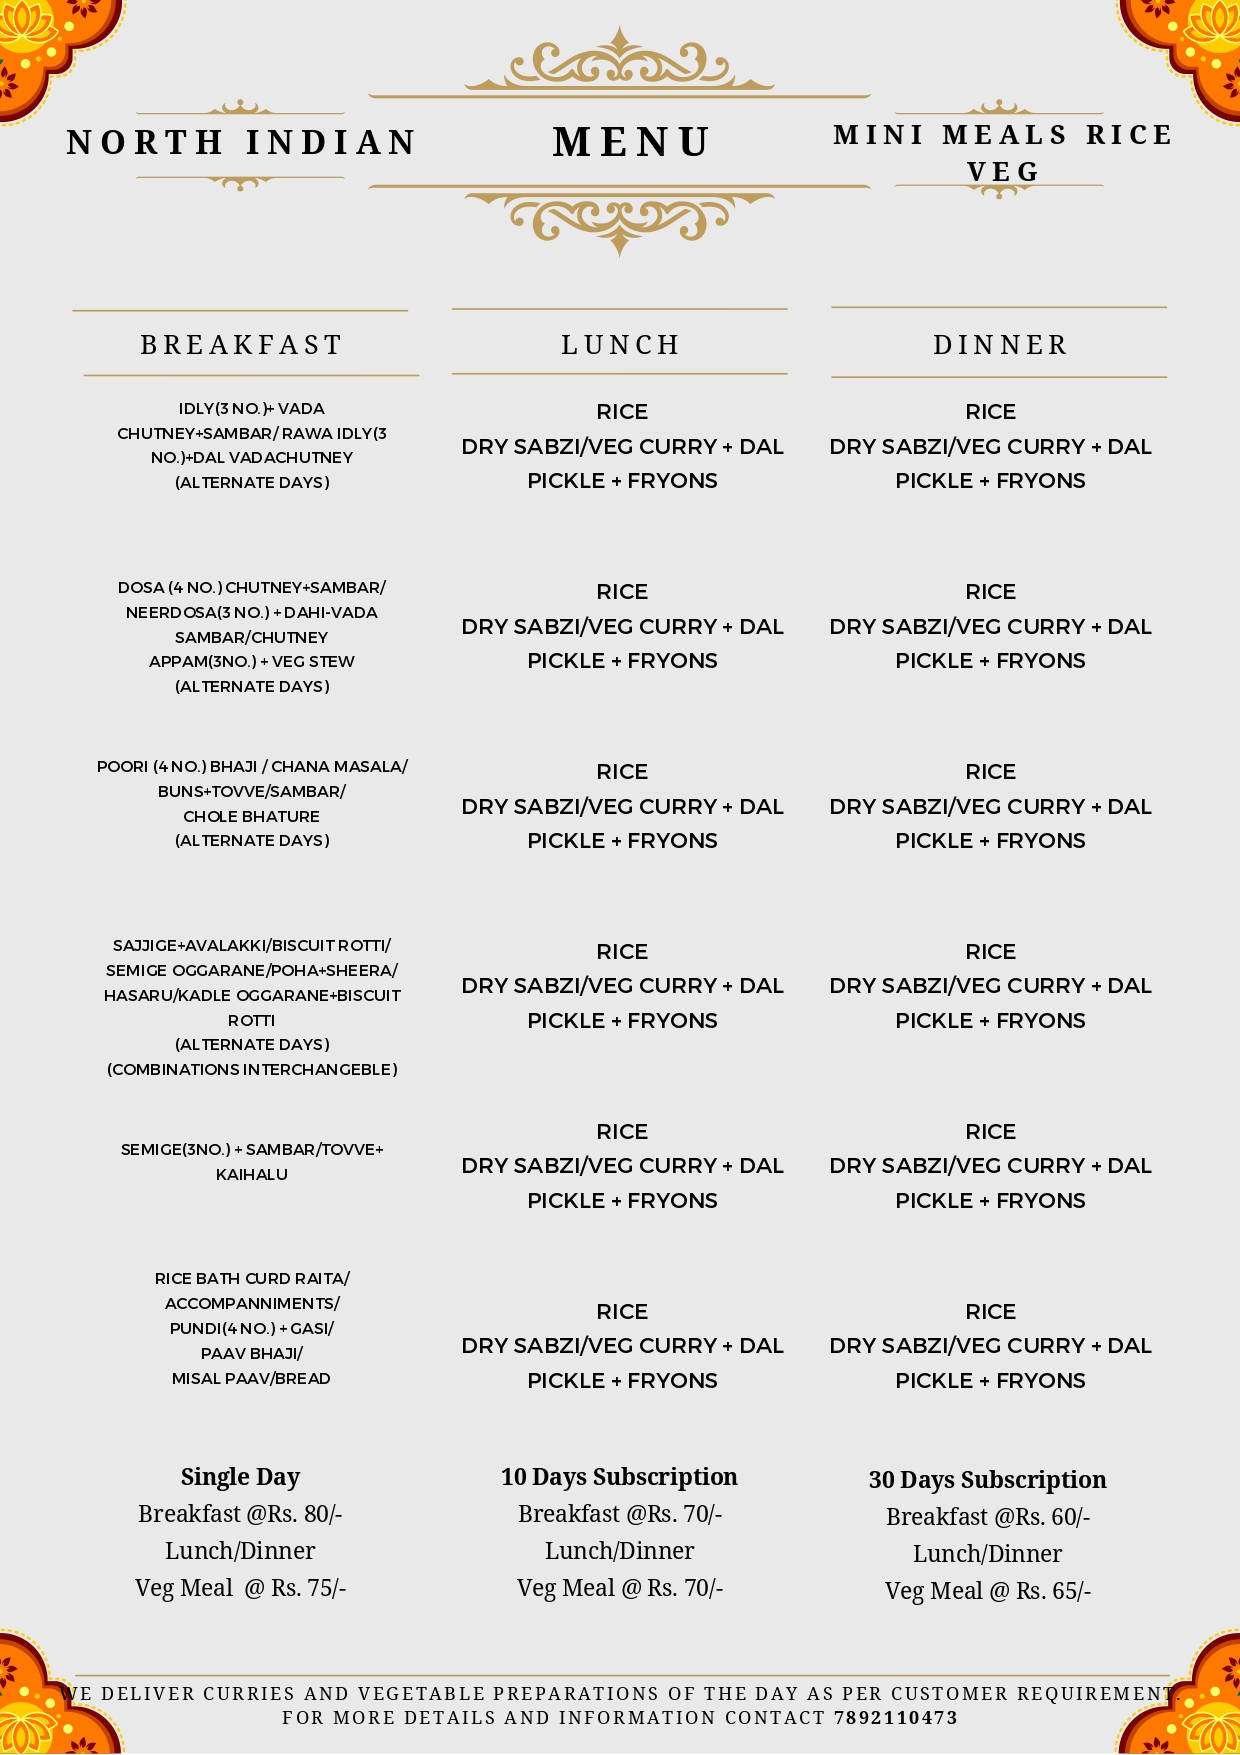 NORTH INDIAN
MENU
MINI MEALS RICE
VEG
BREAKFAST
IDLY(3 NO.)+ VADA
CHUTNEY+SAMBAR/ RAWA IDLY(3
NO.)+DAL VADACHUTNEY
(ALTERNATE DAYS)
DOSA (4 NO.) CHUTNEY+SAMBAR/
NEERDOSA(3 NO.) + DAHI-VADA
SAMBAR/CHUTNEY
APPAM(3NO.) + VEG STEW
(ALTERNATE DAYS)
POORI (4 NO.) BHAJI / CHANA MASALA/
BUNS+TOVVE/SAMBAR/
CHOLE BHATURE
(ALTERNATE DAYS)
SAJJIGE+AVALAKKI/BISCUIT ROTTI/
SEMIGE OGGARANE/POHA+SHEERA/
HASARU/KADLE OGGARANE+BISCUIT
ROTTI
(ALTERNATE DAYS)
(COMBINATIONS INTERCHANGEBLE)
SEMIGE(3NO.) + SAMBAR/TOVVE+
KAIHALU
RICE BATH CURD RAITA/
ACCOMPANNIMENTS/
PUNDI(4 NO.) + GASI/
PAAV BHAJI/
MISAL PAAV/BREAD
LUNCH
RICE
DRY SABZI/VEG CURRY + DAL
PICKLE + FRYONS
RICE
DRY SABZI/VEG CURRY + DAL
PICKLE + FRYONS
RICE
DRY SABZI/VEG CURRY + DAL
PICKLE + FRYONS
RICE
DRY SABZI/VEG CURRY + DAL
PICKLE + FRYONS
RICE
DRY SABZI/VEG CURRY + DAL
PICKLE + FRYONS
RICE
DRY SABZI/VEG CURRY + DAL
PICKLE + FRYONS
DINNER
RICE
DRY SABZI/VEG CURRY + DAL
PICKLE + FRYONS
RICE
DRY SABZI/VEG CURRY + DAL
PICKLE + FRYONS
RICE
DRY SABZI/VEG CURRY + DAL
PICKLE + FRYONS
RICE
DRY SABZI/VEG CURRY + DAL
PICKLE + FRYONS
RICE
DRY SABZI/VEG CURRY + DAL
PICKLE + FRYONS
RICE
DRY SABZI/VEG CURRY + DAL
PICKLE + FRYONS
Single Day
Breakfast @Rs. 80/-
Lunch/Dinner
Veg Meal @ Rs. 75/-
10 Days Subscription
Breakfast @Rs. 70/-
Lunch/Dinner
Veg Meal @ Rs. 70/-
30 Days Subscription
Breakfast @Rs. 60/-
Lunch/Dinner
Veg Meal @ Rs. 65/-
WE DELIVER CURRIES AND VEGETABLE PREPARATIONS OF THE DAY AS PER CUSTOMER REQUIREMENT.
FOR MORE DETAILS AND INFORMATION CONTACT 7892110473